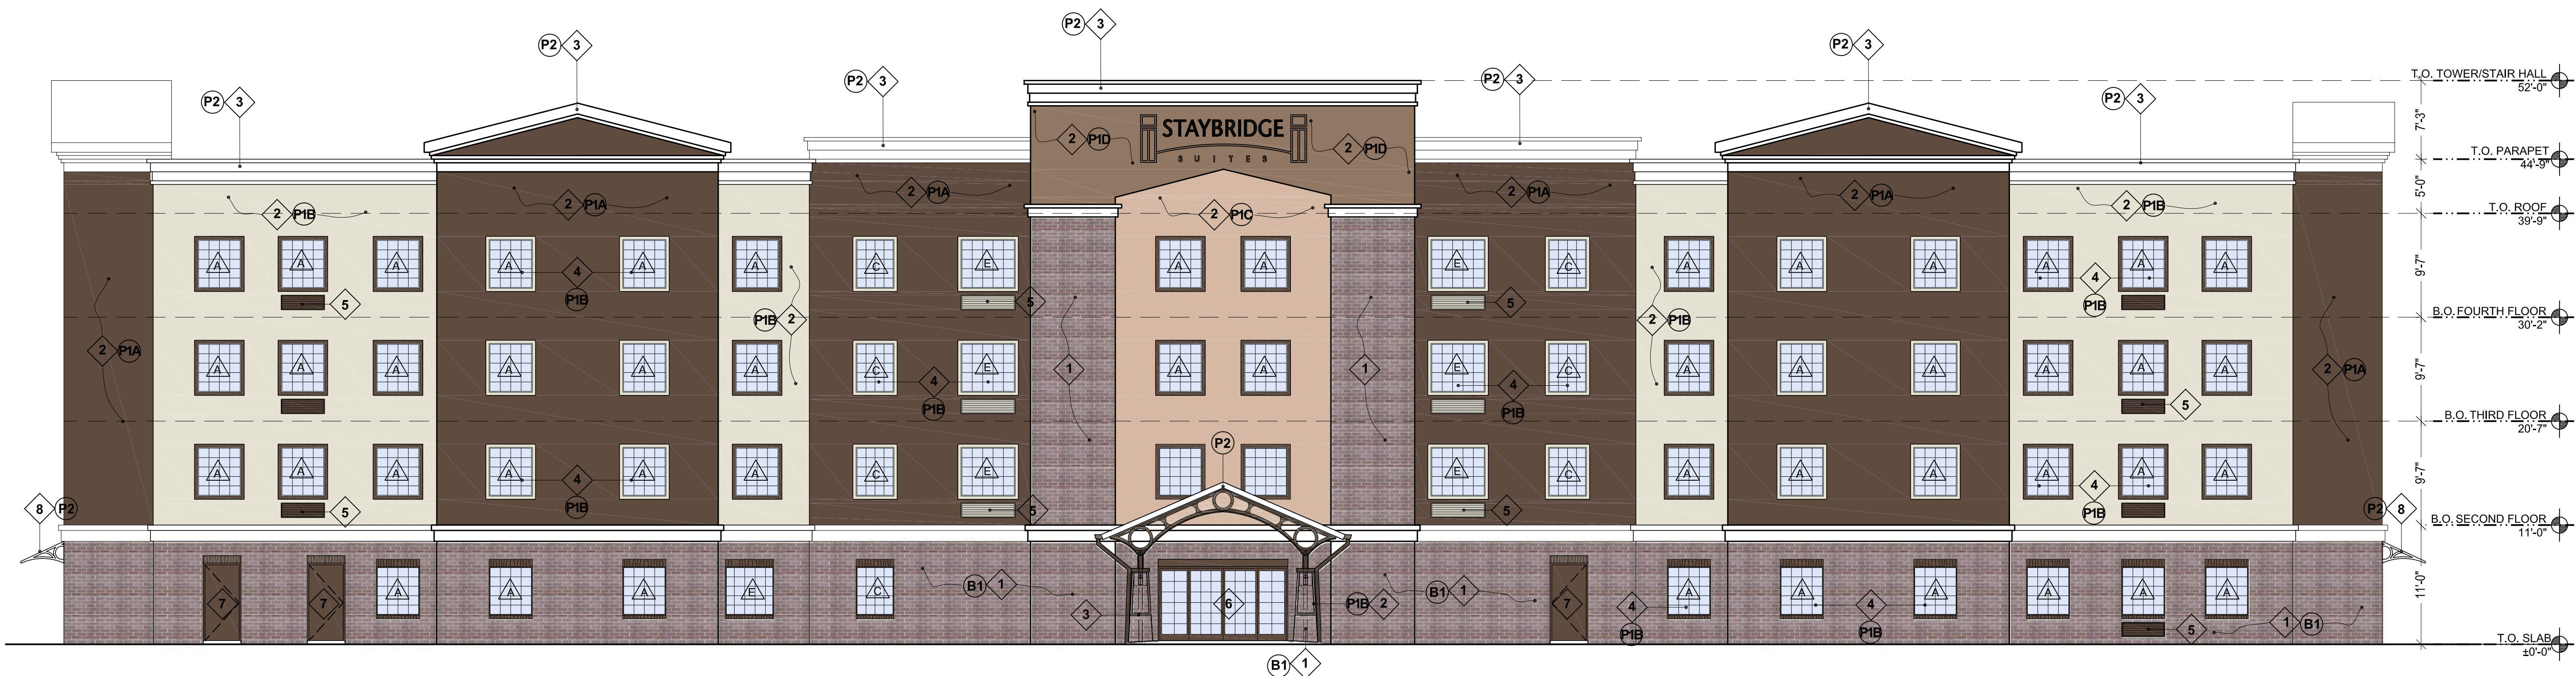 P2 3
P2 3
P2 3
P2 3
P2 3
P2 3
P2 3
P2 3
T.O. TOWER/STAIR HALL
52'-0"
7'-3"
STAYBRIDGE
SUITES
2 P1D
2 P1D
T.O. PARAPET
44'-9"
5'-0"
2 P1B
2 P1A
2 P1A
2 P1C
2 P1A
2 P1A
2 P1B
T.O. ROOF
39'-9"
9'-7"
A A A A A A C E A A E C A A A A A A
4 4
P1B P1B
5 5 5
P1B 2
2 P1B
B.O. FOURTH FLOOR
30'-2"
9'-7"
2 P1A
1
1
2 P1A
A A A A A A C E A A E C A A A A A A
4 4
P1B P1B
5
B.O. THIRD FLOOR
20'-7"
9'-7"
P2
A A A A A A C E E C A A A A A A
4 4
P1B P1B
5 5 5
8 P2
P2 8
B.O. SECOND FLOOR
11'-0"
11'-0"
7 7 A A A E C
B1 1
3
6
P1B 2
B1 1
7
A A A A A A
4 4
P1B P1B
5
1 B1
T.O. SLAB
±0'-0"
B1 1